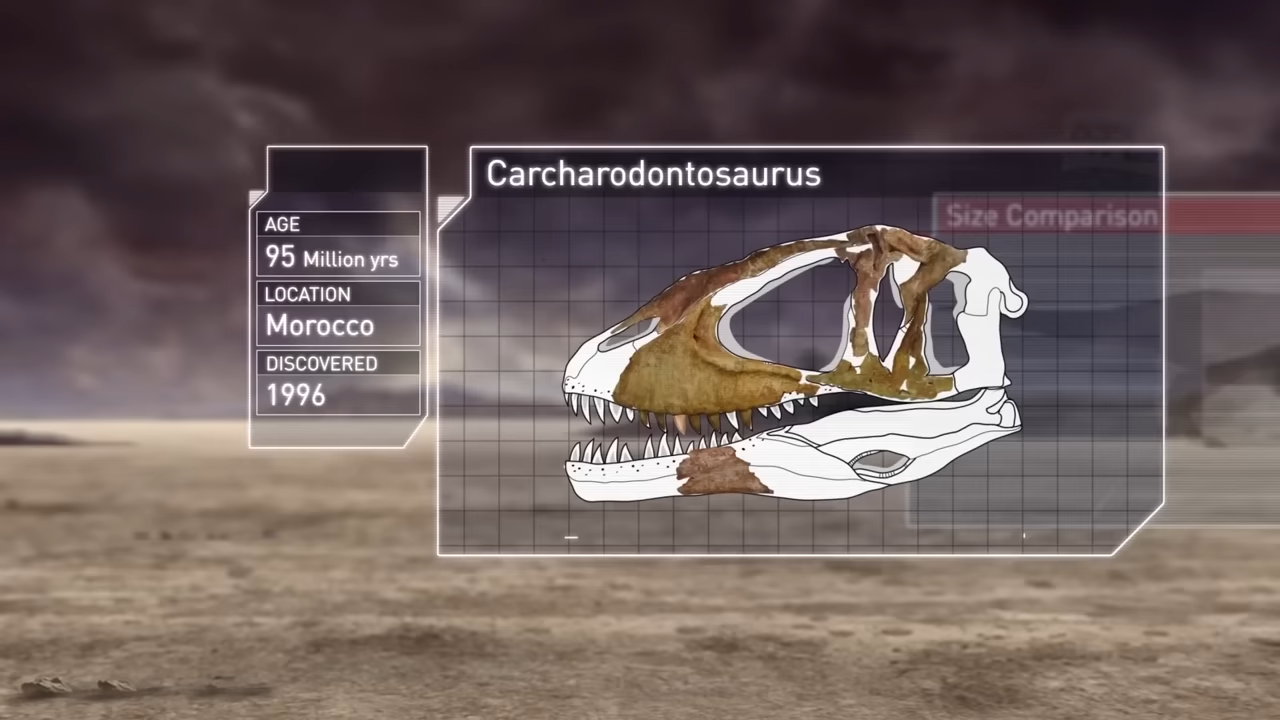 AGE
95 Million yrs
LOCATION
Morocco
DISCOVERED
1996
Carcharodontosaurus
Size Comparison